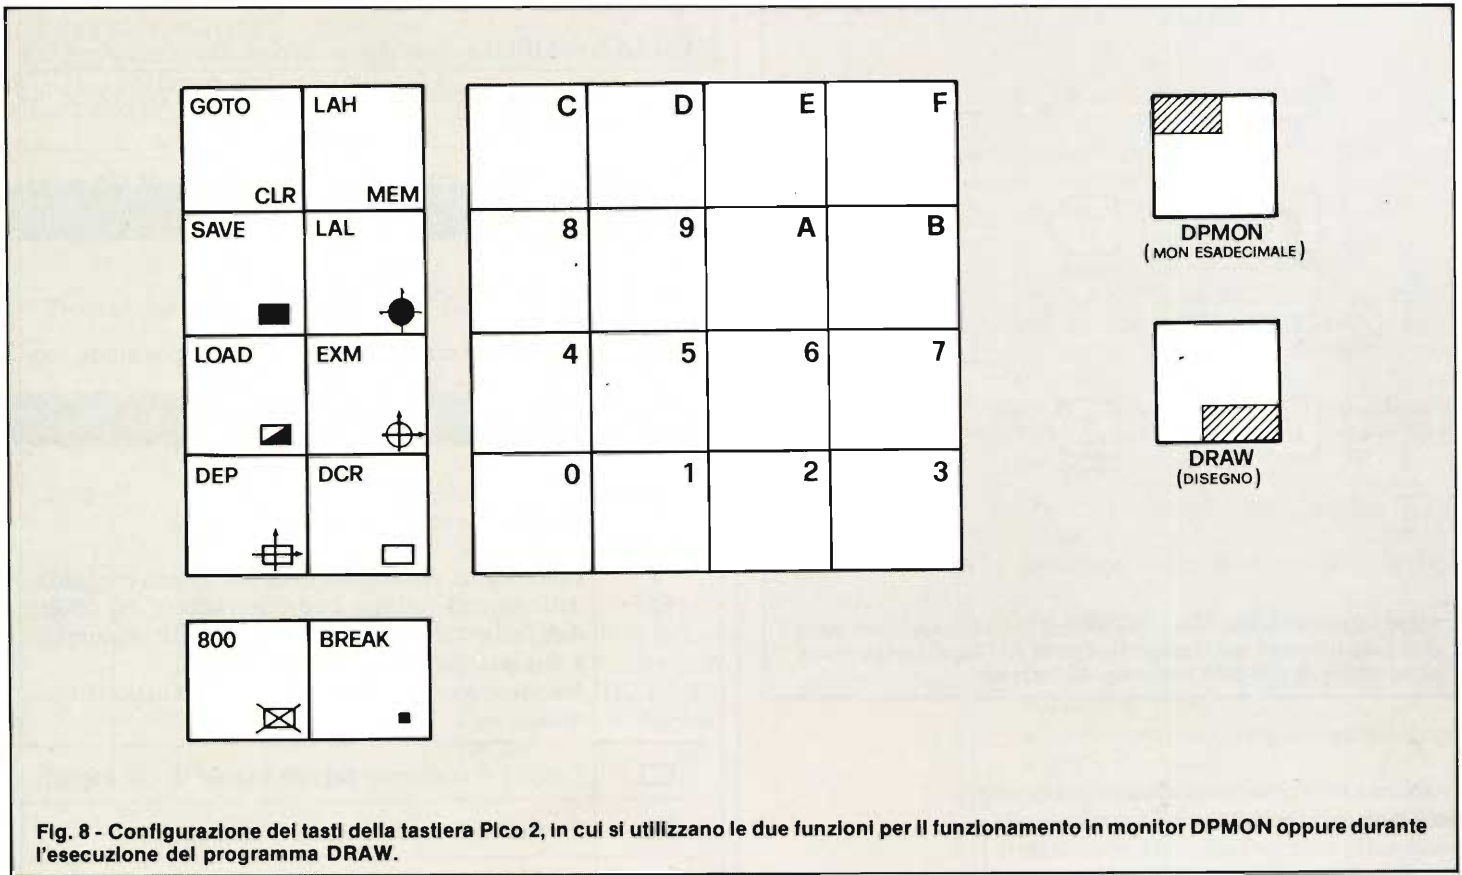 GOTO LAH C D E F
CLR MEM
SAVE LAL 8 9 A B
DPMON
(MON ESADECIMALE)
LOAD EXM 4 5 6 7
DEP DCR 0 1 2 3
DRAW
(DISEGNO)
800 BREAK
Fig. 8 - Configurazione dei tasti della tastiera Pico 2, in cui si utilizzano le due funzioni per il funzionamento in monitor DPMON oppure durante
l'esecuzione del programma DRAW.